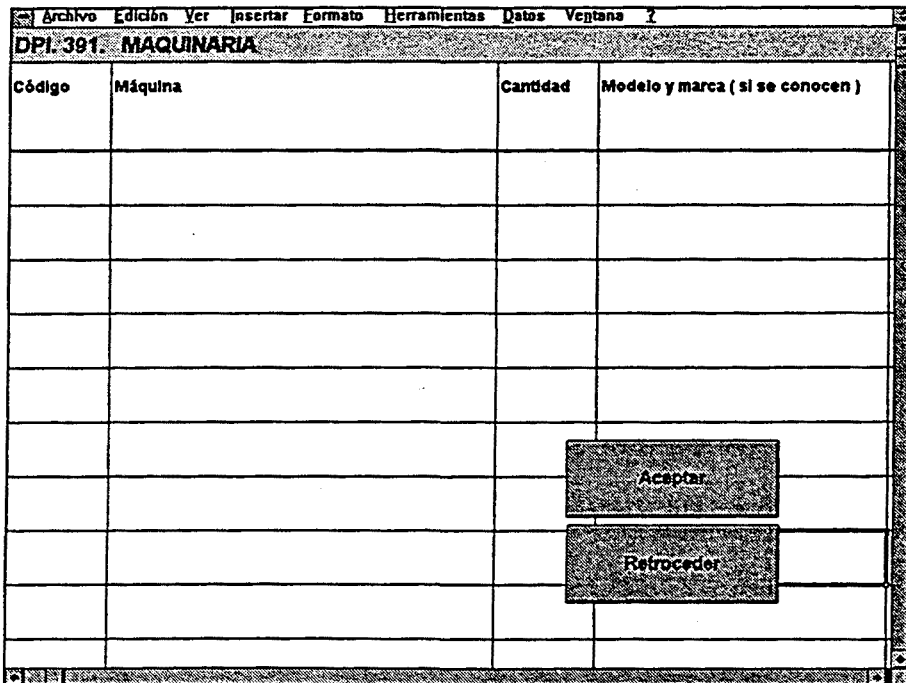 Archivo Edición Ver Insertar Formato Herramientas Datos Ventana ?
DPI. 391. MAQUINARIA
Código Máquina Cantidad Modelo y marca ( si se conocen )
Aceptar
Retroceder